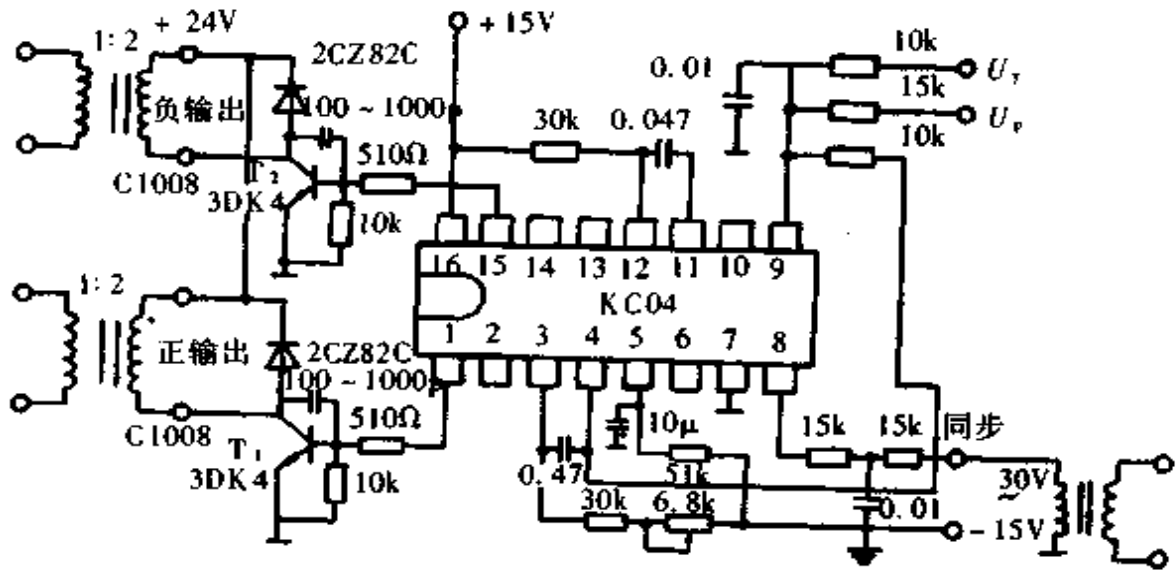 + 24V
+ 15V
1:2
2CZ82C
负输出
100~1000
C1008
T₂
3DK4
510Ω
10k
30k
0.047
0.01
10k
U_T
15k
U_P
10k
16 15 14 13 12 11 10 9
KC04
1 2 3 4 5 6 7 8
1:2
正输出
2CZ82C
100~1000
C1008
T₁
3DK4
510Ω
10k
0.47
30k
10μ
51k
6.8k
15k
15k
同步
0.01
30V
-15V